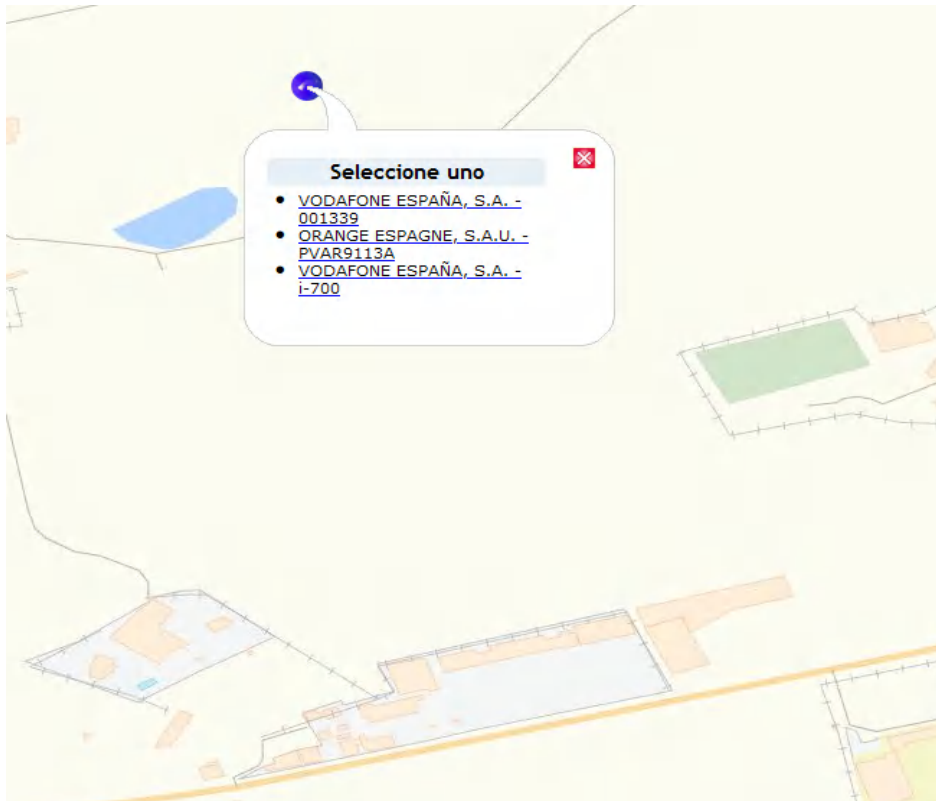 Seleccione uno
VODAFONE ESPAÑA, S.A. -
001339
ORANGE ESPAGNE, S.A.U. -
PVAR9113A
VODAFONE ESPAÑA, S.A. -
i-700